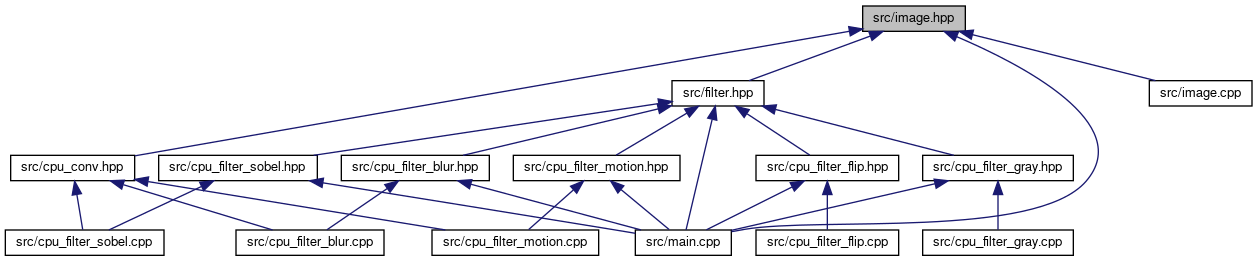 src/image.hpp
src/filter.hpp
src/image.cpp
src/cpu_conv.hpp
src/cpu_filter_sobel.hpp
src/cpu_filter_blur.hpp
src/cpu_filter_motion.hpp
src/cpu_filter_flip.hpp
src/cpu_filter_gray.hpp
src/cpu_filter_sobel.cpp
src/cpu_filter_blur.cpp
src/cpu_filter_motion.cpp
src/main.cpp
src/cpu_filter_flip.cpp
src/cpu_filter_gray.cpp